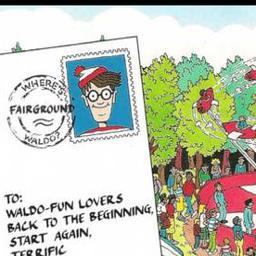 WHERE'S
FAIRGROUND
WALDO?
TO:
WALDO-FUN LOVERS
BACK TO THE BEGINNING,
START AGAIN,
TERRIFIC